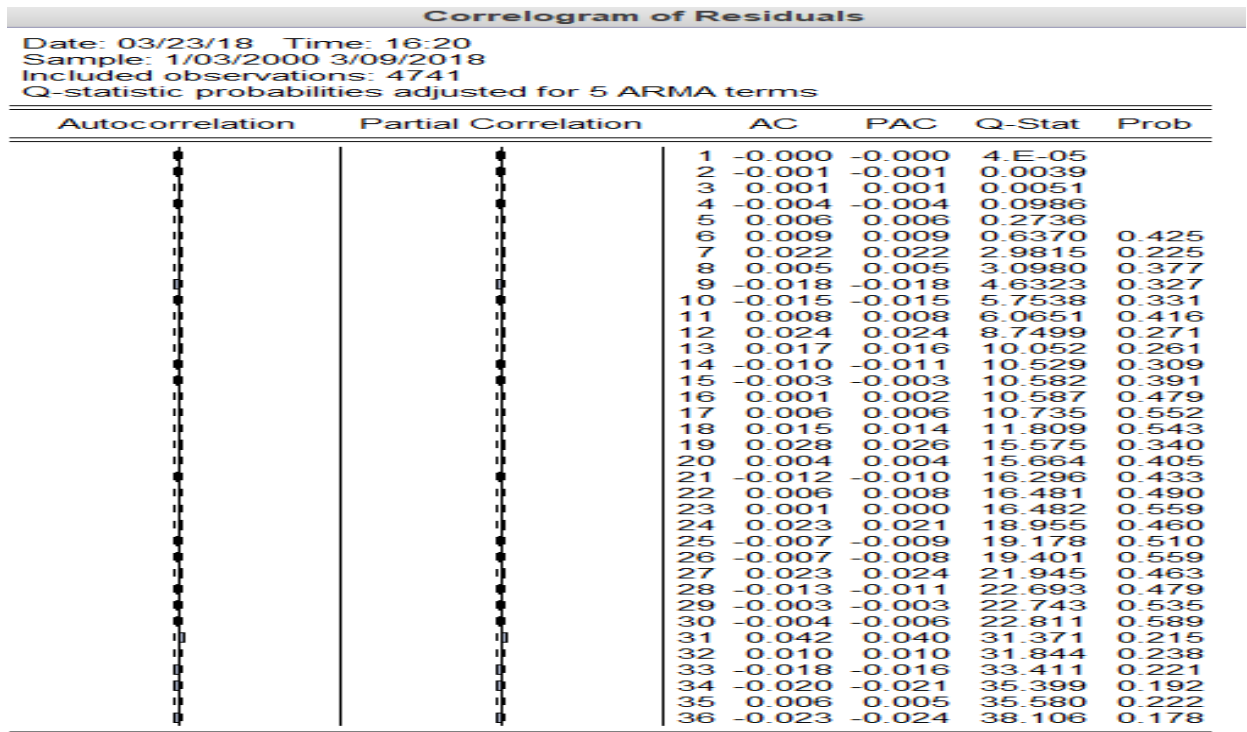 Correlogram of Residuals
Date: 03/23/18 Time: 16:20
Sample: 1/03/2000 3/09/2018
Included observations: 4741
Q-statistic probabilities adjusted for 5 ARMA terms
Autocorrelation Partial Correlation AC PAC Q-Stat Prob
1 -0.000 -0.000 4.E-05
2 -0.001 -0.001 0.0039
3 0.001 0.001 0.0051
4 -0.004 -0.004 0.0986
5 0.006 0.006 0.2736
6 0.009 0.009 0.6370 0.425
7 0.022 0.022 2.9815 0.225
8 0.005 0.005 3.0980 0.377
9 -0.018 -0.018 4.6323 0.327
10 -0.015 -0.015 5.7538 0.331
11 0.008 0.008 6.0651 0.416
12 0.024 0.024 8.7499 0.271
13 0.017 0.016 10.052 0.261
14 -0.010 -0.011 10.529 0.309
15 -0.003 -0.003 10.582 0.391
16 0.001 0.002 10.587 0.479
17 0.006 0.006 10.735 0.552
18 0.015 0.014 11.809 0.543
19 0.028 0.026 15.575 0.340
20 0.004 0.004 15.664 0.405
21 -0.012 -0.010 16.296 0.433
22 0.006 0.008 16.481 0.490
23 0.001 0.000 16.482 0.559
24 0.023 0.021 18.955 0.460
25 -0.007 -0.009 19.178 0.510
26 -0.007 -0.008 19.401 0.559
27 0.023 0.024 21.945 0.463
28 -0.013 -0.011 22.693 0.479
29 -0.003 -0.003 22.743 0.535
30 -0.004 -0.006 22.811 0.589
31 0.042 0.040 31.371 0.215
32 0.010 0.010 31.844 0.238
33 -0.018 -0.016 33.411 0.221
34 -0.020 -0.021 35.399 0.192
35 0.006 0.005 35.580 0.222
36 -0.023 -0.024 38.106 0.178